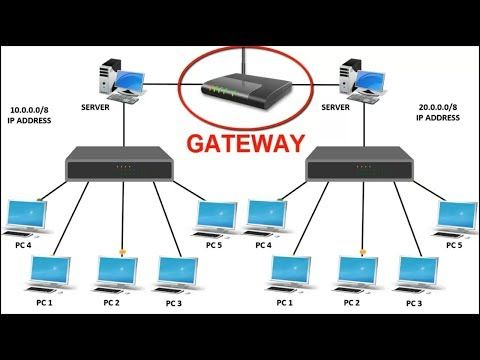 10.0.0.0/8
IP ADDRESS
SERVER
GATEWAY
SERVER
20.0.0.0/8
IP ADDRESS
PC 4
PC 5
PC 4
PC 5
PC 1
PC 2
PC 3
PC 1
PC 2
PC 3